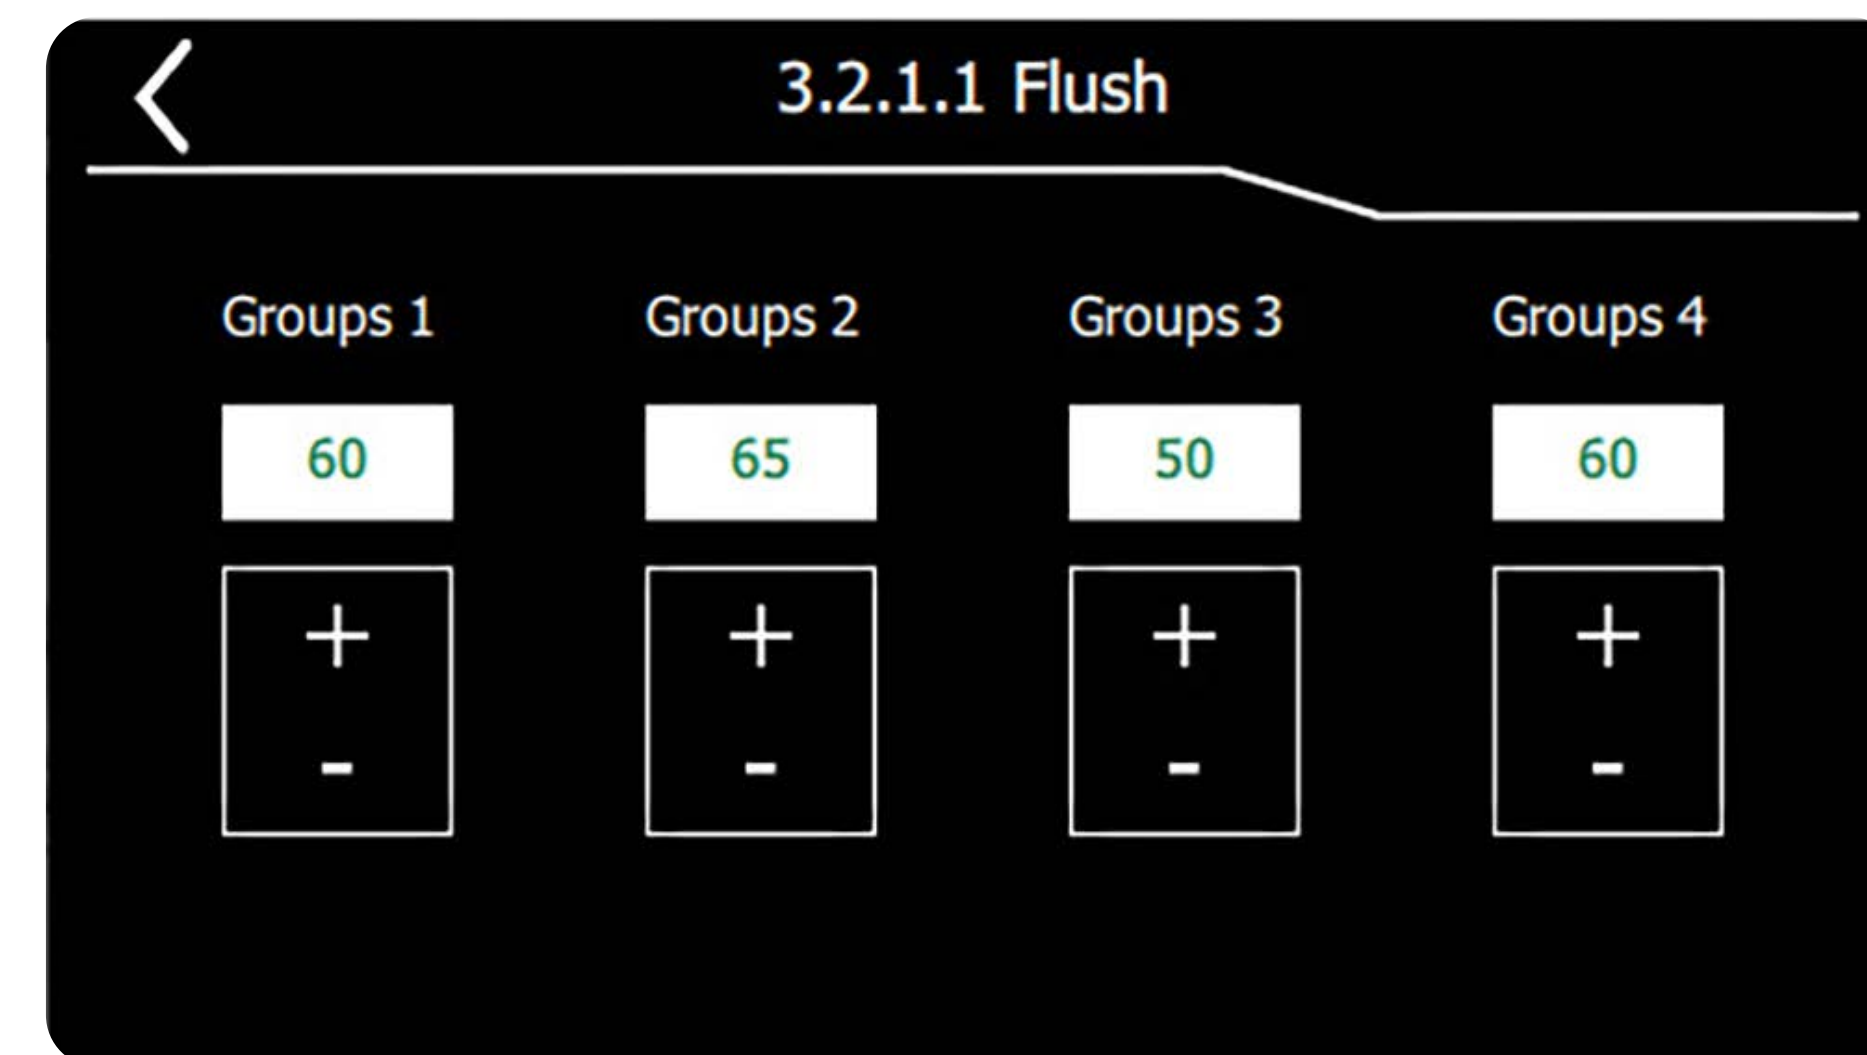 3.2.1.1 Flush
Groups 1 Groups 2 Groups 3 Groups 4
60 65 50 60
+ + + +
- - - -